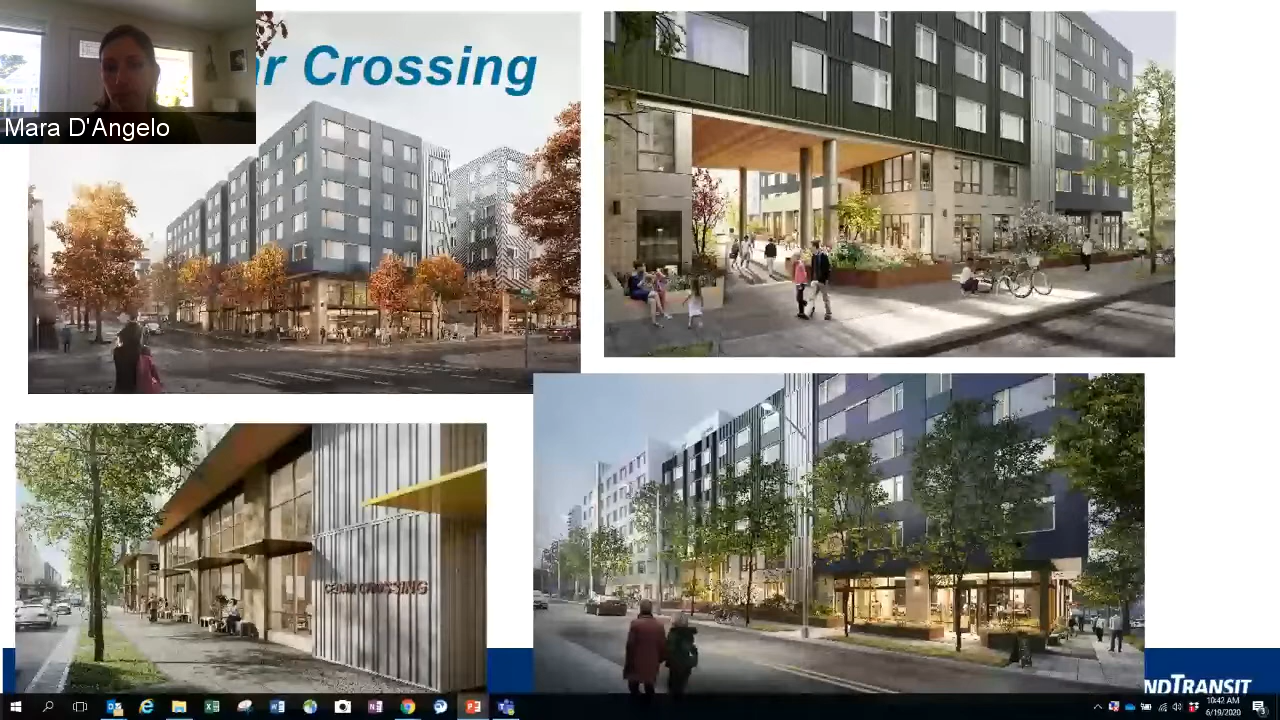 r Crossing
Mara D'Angelo
CEDAR CROSSING
NDTRANSIT
10:42 AM
6/19/2020